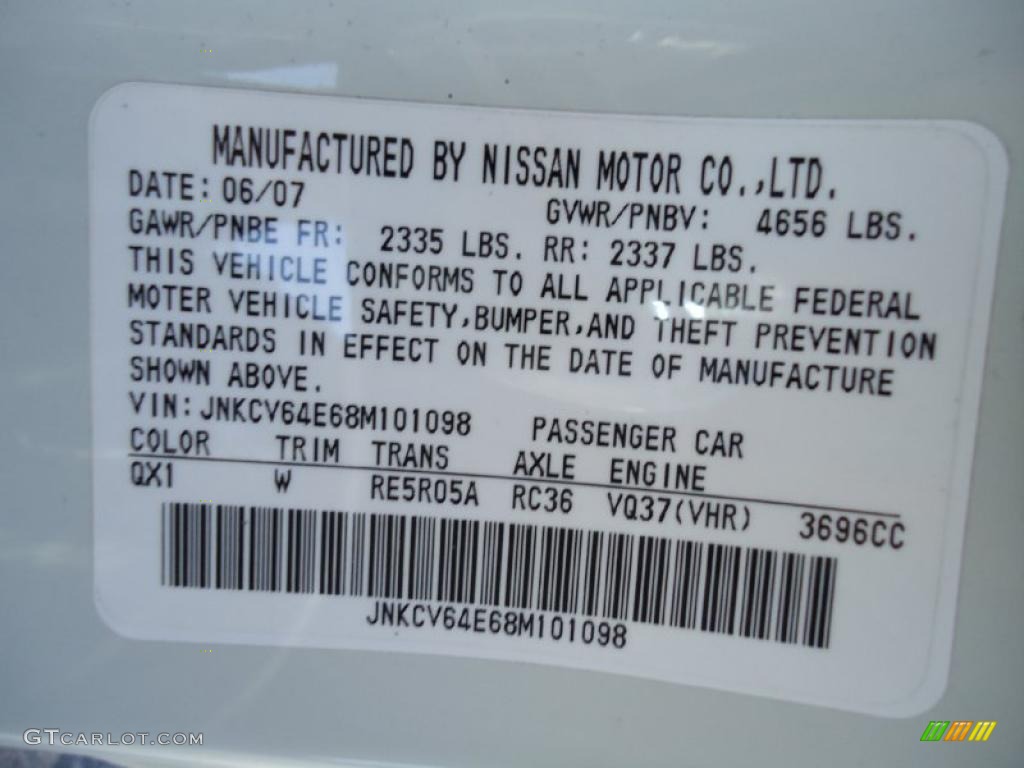 MANUFACTURED BY NISSAN MOTOR CO.,LTD.
DATE: 06/07 GVWR/PNBV: 4656 LBS.
GAWR/PNBE FR: 2335 LBS. RR: 2337 LBS.
THIS VEHICLE CONFORMS TO ALL APPLICABLE FEDERAL
MOTER VEHICLE SAFETY,BUMPER,AND THEFT PREVENTION
STANDARDS IN EFFECT ON THE DATE OF MANUFACTURE
SHOWN ABOVE.
VIN:JNKCV64E68M101098 PASSENGER CAR
COLOR TRIM TRANS AXLE ENGINE
QX1 W RE5R05A RC36 VQ37(VHR) 3696CC
JNKCV64E68M101098
GTCARLOT.COM